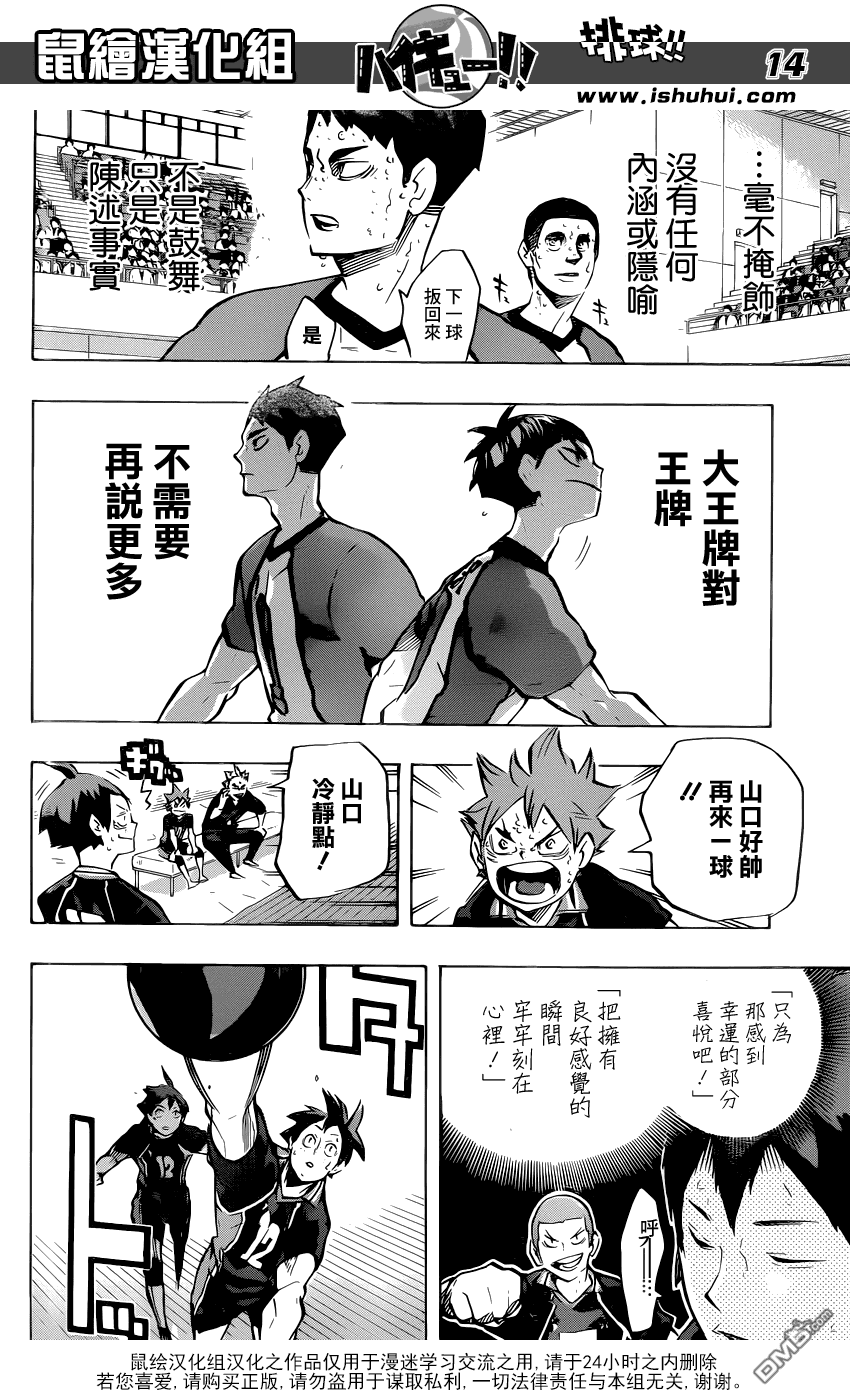 鼠繪漢化組
ハイキュー!!
排球!!
14
www.ishuhui.com
…毫不掩飾
沒有任何
內涵或隱喻
下一球
扳回來
是
不是鼓舞
只是
陳述事實
大王牌對
王牌
不需要
再說更多
山口好帥
再來一球
!!
山口
冷靜點!
ギクッ
「只為
那感到
幸運的部分
喜悅吧!」
「把擁有
良好感覺的
瞬間
牢牢刻在
心裡!」
呼
鼠绘汉化组汉化之作品仅用于漫迷学习交流之用, 请于24小时之内删除
若您喜爱, 请购买正版, 请勿盗用于谋取私利, 一切法律责任与本组无关, 谢谢.
12
12
DM5.com